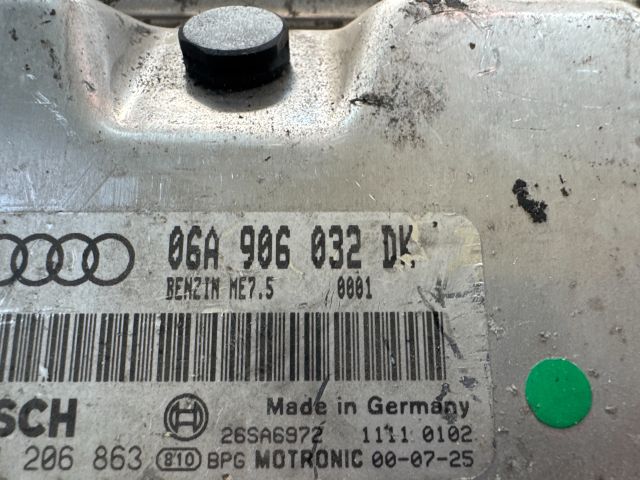 06A 906 032 DK
BENZIN ME7.5 0001
SCH
Made in Germany
26SA6972 1111 0102
206 863 810 BPG MOTRONIC 00-07-25